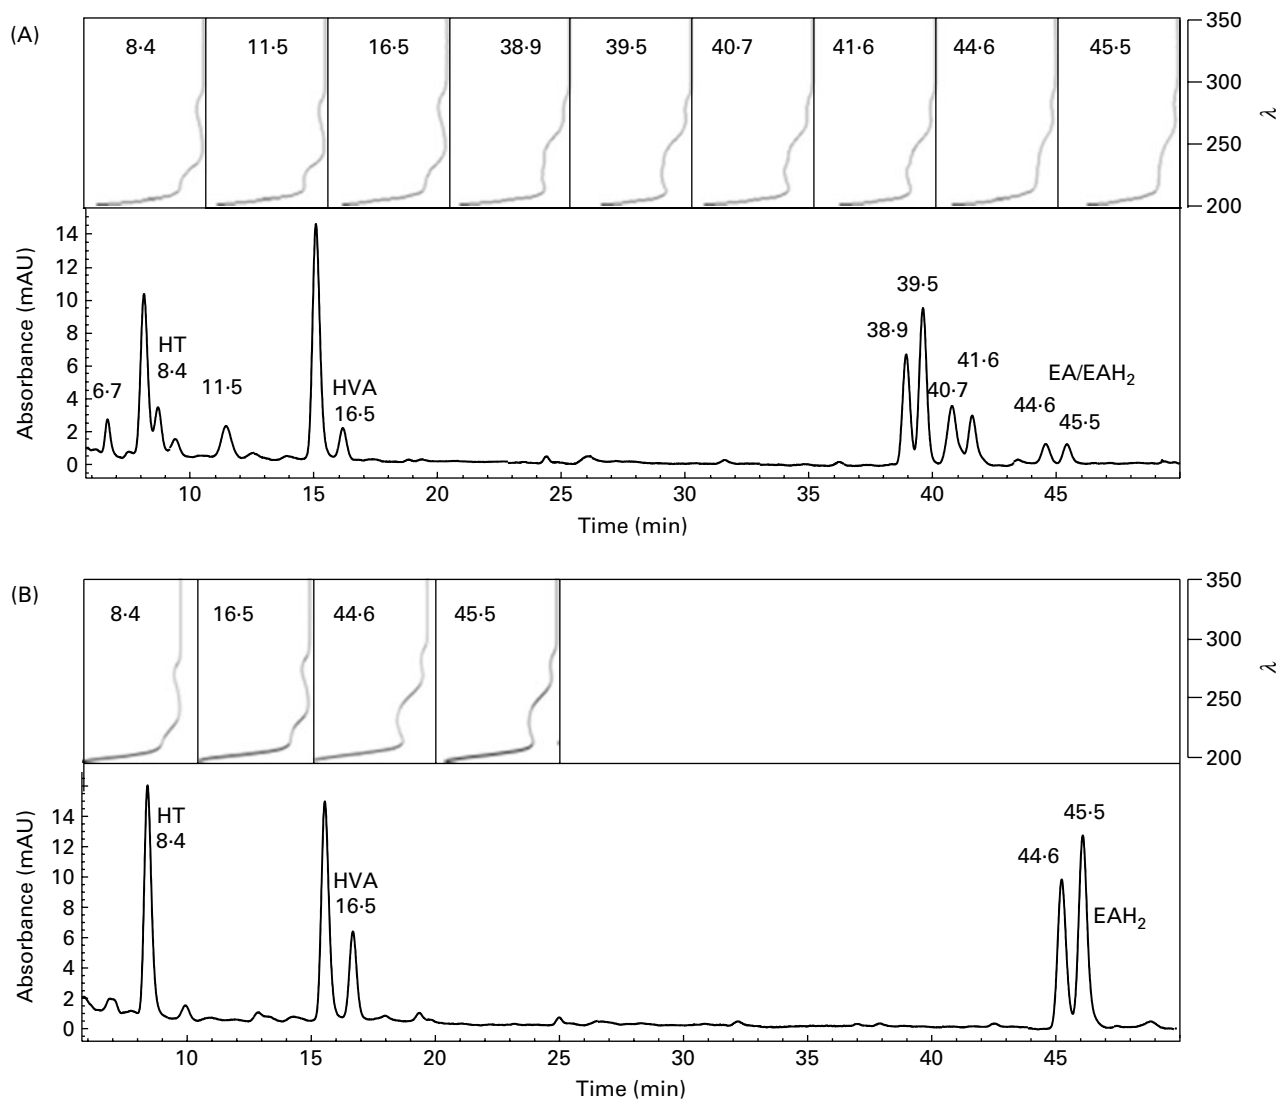 (A)
8·4 11·5 16·5 38·9 39·5 40·7 41·6 44·6 45·5
350
300
250
200
λ
Absorbance (mAU)
14
12
10
8
6
4
2
0
6·7
HT
8·4
11·5
HVA
16·5
38·9
39·5
40·7
41·6
EA/EAH₂
44·6
45·5
10 15 20 25 30 35 40 45
Time (min)
(B)
8·4 16·5 44·6 45·5
350
300
250
200
λ
Absorbance (mAU)
14
12
10
8
6
4
2
0
HT
8·4
HVA
16·5
44·6
45·5
EAH₂
10 15 20 25 30 35 40 45
Time (min)